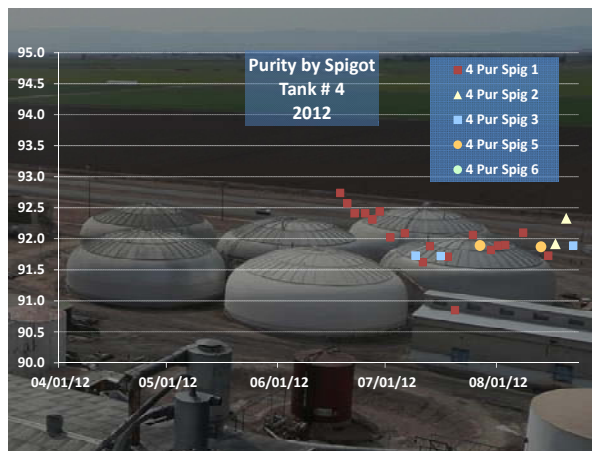 95.0
94.5
94.0
93.5
93.0
92.5
92.0
91.5
91.0
90.5
90.0
Purity by Spigot
Tank # 4
2012
4 Pur Spig 1
4 Pur Spig 2
4 Pur Spig 3
4 Pur Spig 5
4 Pur Spig 6
04/01/12 05/01/12 06/01/12 07/01/12 08/01/12